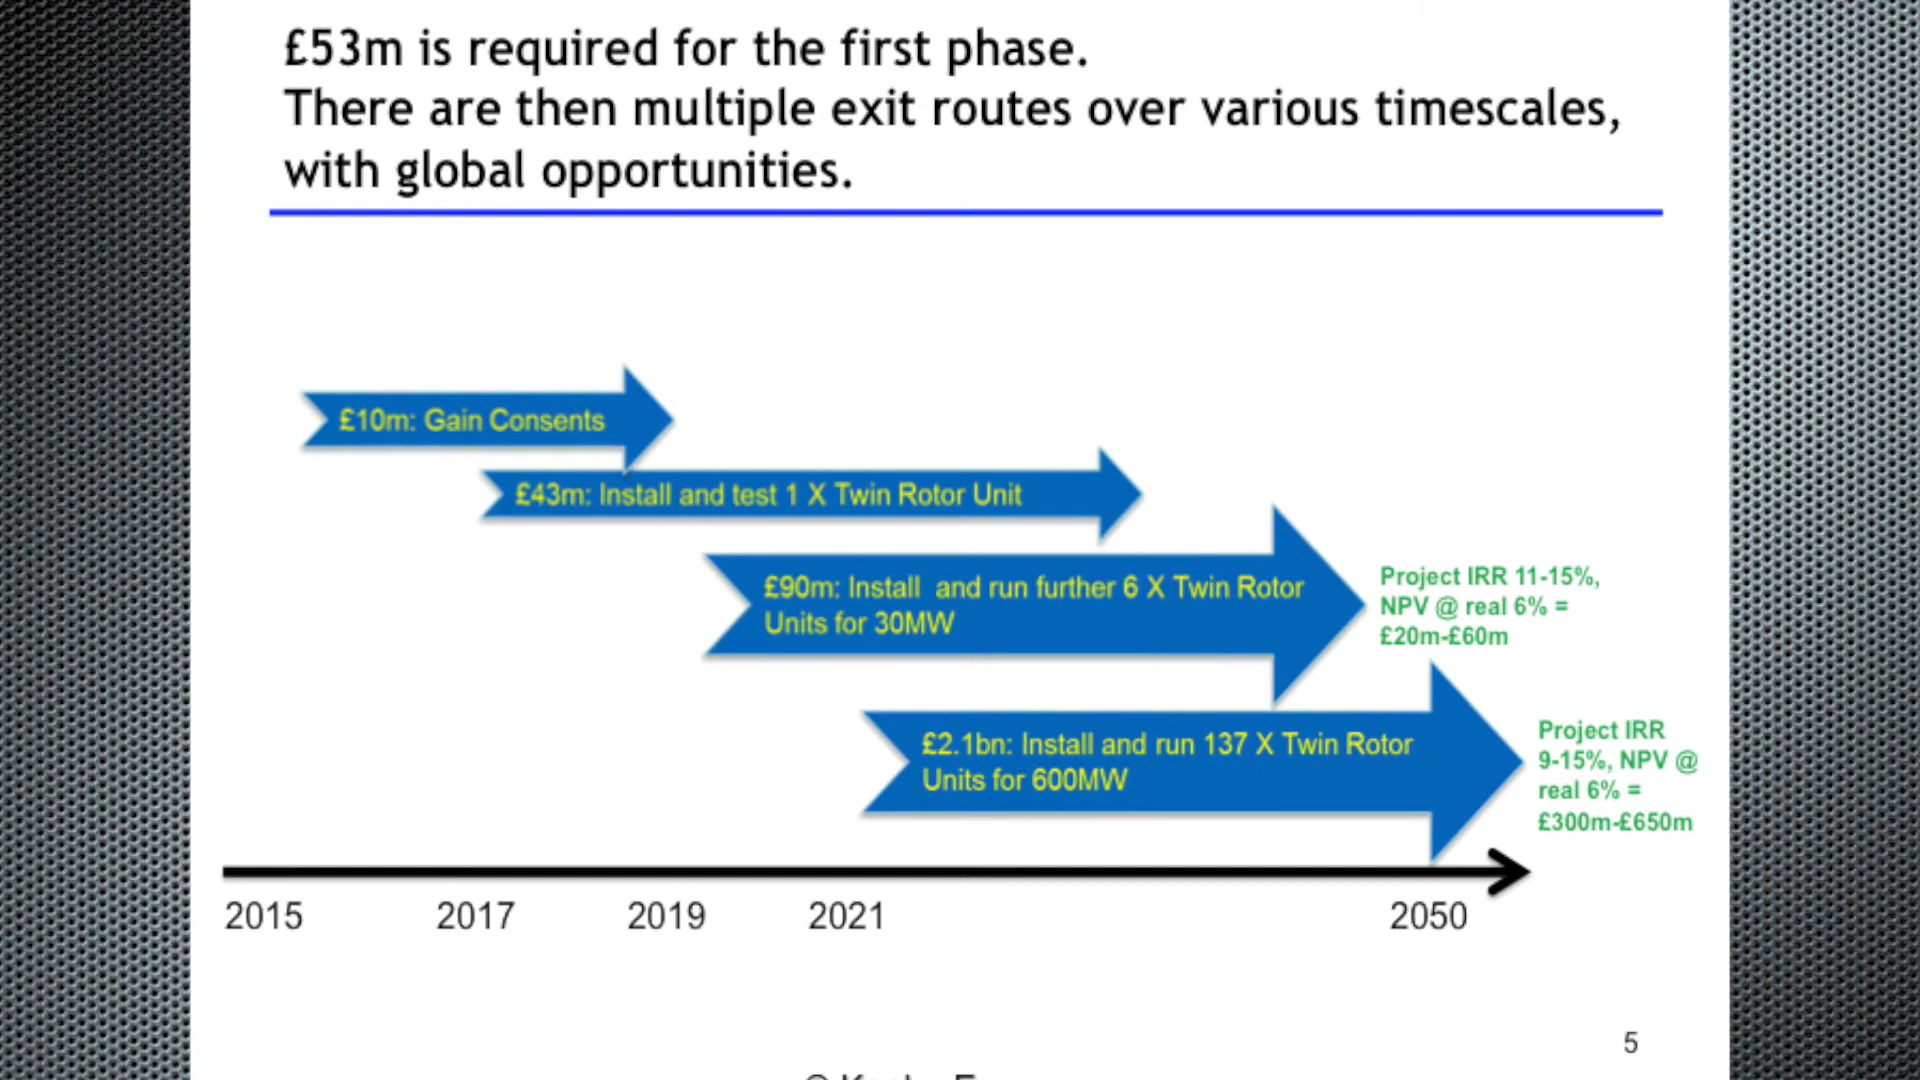 £53m is required for the first phase.
There are then multiple exit routes over various timescales,
with global opportunities.
£10m: Gain Consents
£43m: Install and test 1 X Twin Rotor Unit
£90m: Install and run further 6 X Twin Rotor
Units for 30MW
Project IRR 11-15%,
NPV @ real 6% =
£20m-£60m
£2.1bn: Install and run 137 X Twin Rotor
Units for 600MW
Project IRR
9-15%, NPV @
real 6% =
£300m-£650m
2015 2017 2019 2021 2050
5